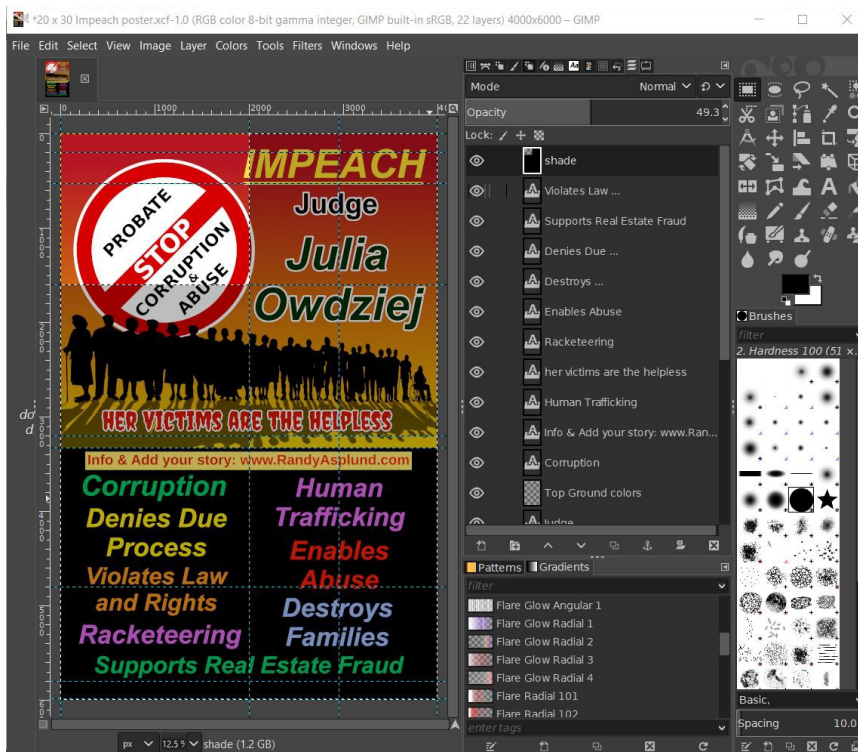 *20 x 30 Impeach poster.xcf-1.0 (RGB color 8-bit gamma integer, GIMP built-in sRGB, 22 layers) 4000x6000 – GIMP
File Edit Select View Image Layer Colors Tools Filters Windows Help
Mode Normal
Opacity 49.3
Lock:
shade
Violates Law ...
Supports Real Estate Fraud
Denies Due ...
Destroys ...
Enables Abuse
Racketeering
her victims are the helpless
Human Trafficking
Info & Add your story: www.Ran...
Corruption
Top Ground colors
Judge
Patterns Gradients
filter
Flare Glow Angular 1
Flare Glow Radial 1
Flare Glow Radial 2
Flare Glow Radial 3
Flare Glow Radial 4
Flare Radial 101
Flare Radial 102
enter tags
Brushes
filter
2. Hardness 100 (51 ×
Basic,
Spacing 10.0
0 1000 2000 3000
IMPEACH
Judge
Julia
Owdziej
PROBATE
STOP
CORRUPTION
&
ABUSE
HER VICTIMS ARE THE HELPLESS
Info & Add your story: www.RandyAsplund.com
Corruption
Denies Due
Process
Violates Law
and Rights
Racketeering
Human
Trafficking
Enables
Abuse
Destroys
Families
Supports Real Estate Fraud
px 12.5 % shade (1.2 GB)